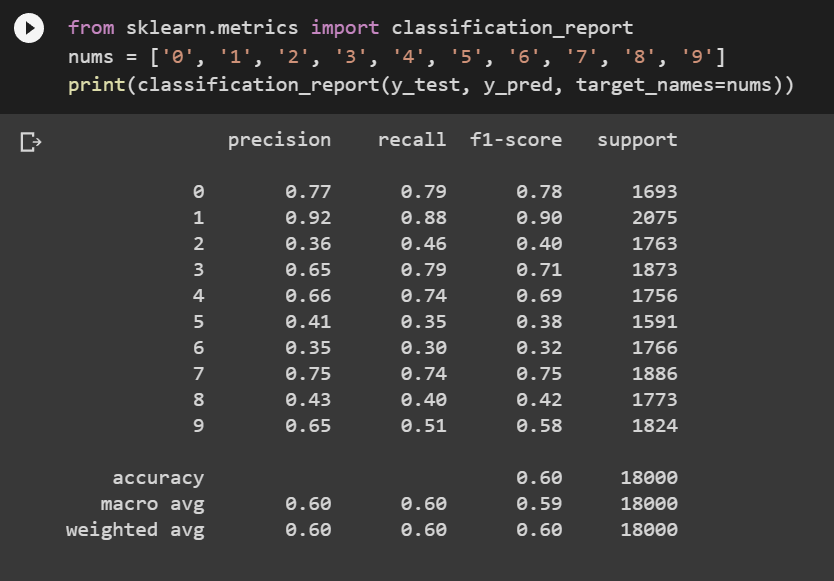 from sklearn.metrics import classification_report
nums = ['0', '1', '2', '3', '4', '5', '6', '7', '8', '9']
print(classification_report(y_test, y_pred, target_names=nums))
precision recall f1-score support
0 0.77 0.79 0.78 1693
1 0.92 0.88 0.90 2075
2 0.36 0.46 0.40 1763
3 0.65 0.79 0.71 1873
4 0.66 0.74 0.69 1756
5 0.41 0.35 0.38 1591
6 0.35 0.30 0.32 1766
7 0.75 0.74 0.75 1886
8 0.43 0.40 0.42 1773
9 0.65 0.51 0.58 1824
accuracy 0.60 18000
macro avg 0.60 0.60 0.59 18000
weighted avg 0.60 0.60 0.60 18000